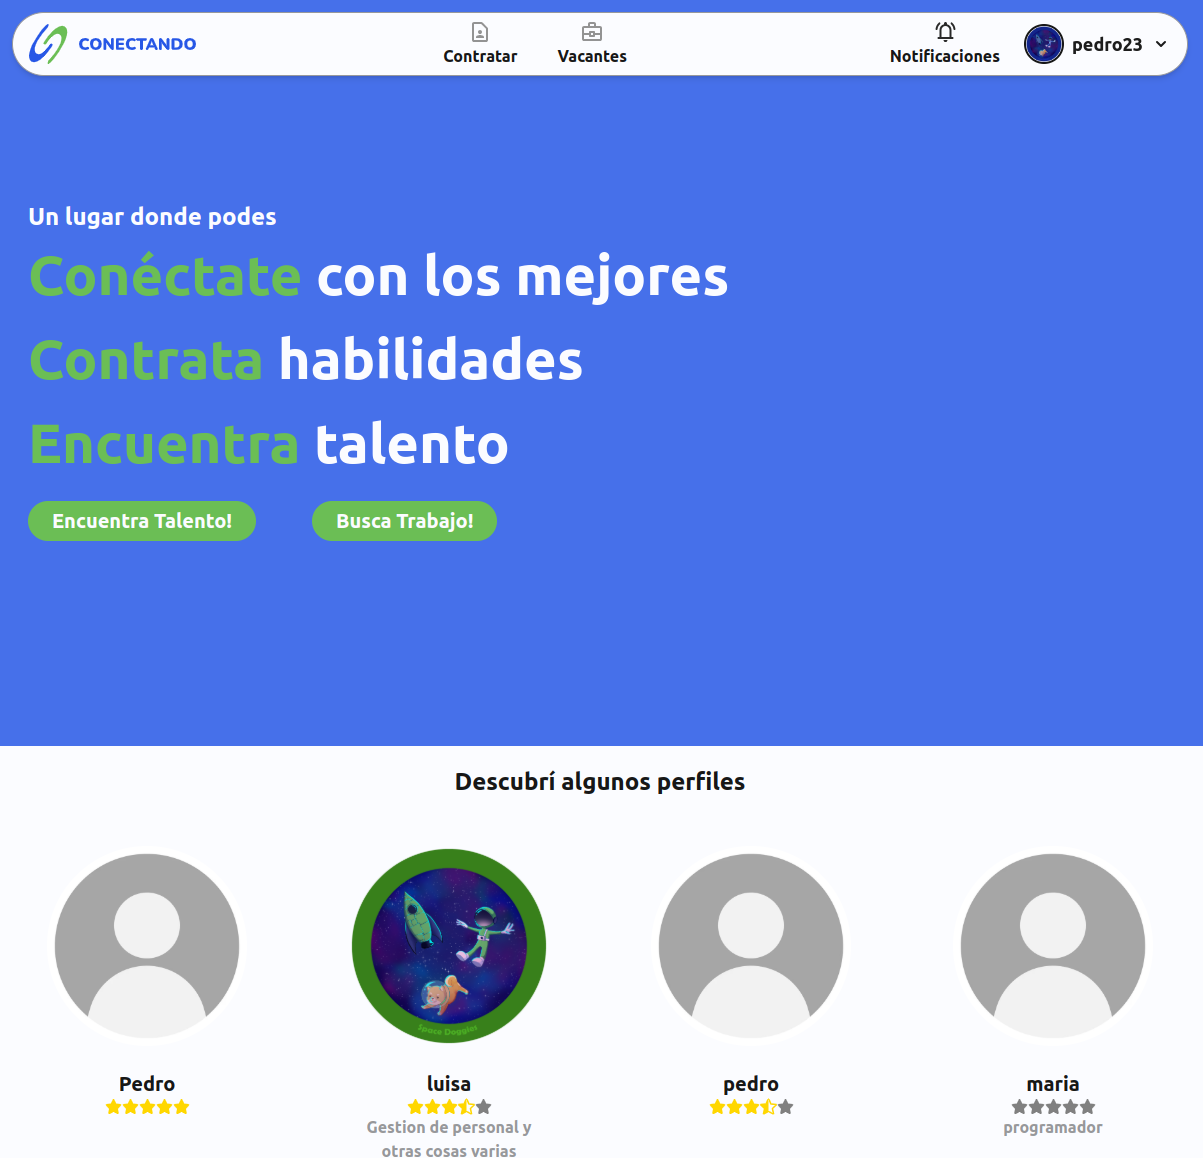 CONECTANDO
Contratar
Vacantes
Notificaciones
pedro23
Un lugar donde podes
Conéctate con los mejores
Contrata habilidades
Encuentra talento
Encuentra Talento!
Busca Trabajo!
Descubrí algunos perfiles
Space Doggies
Pedro
luisa
Gestion de personal y
otras cosas varias
pedro
maria
programador